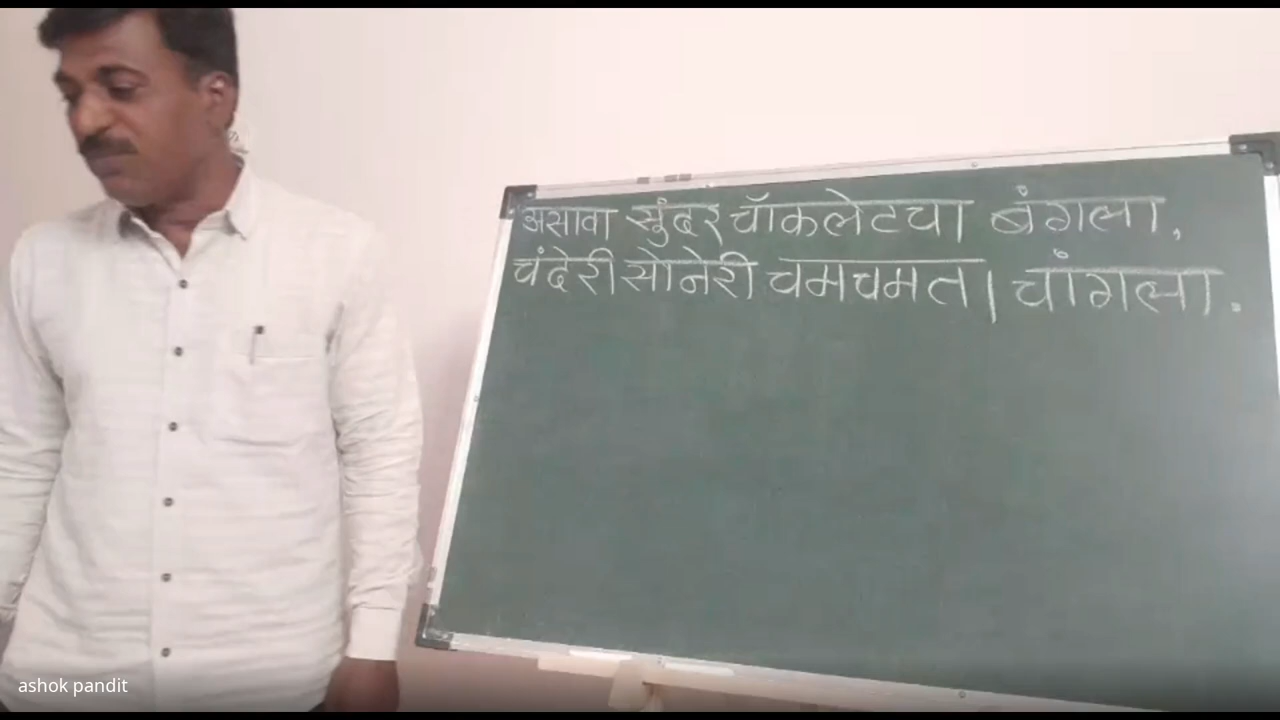 असावा सुंदर चॉकलेटचा बंगला,
चंदेरी सोनेरी चमचमता चांगला.
ashok pandit